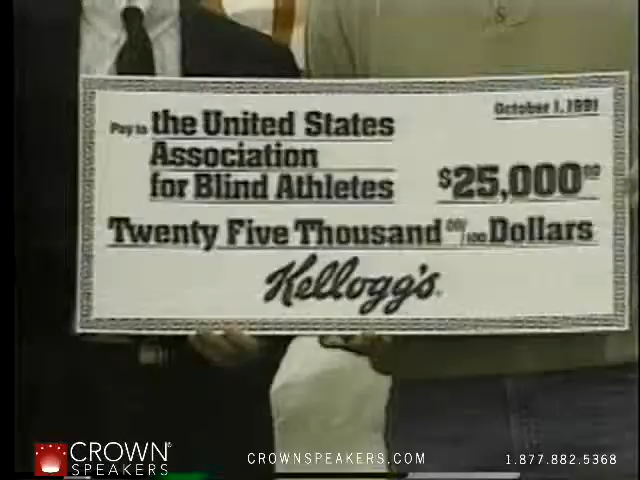 October 1, 1991
Pay to the United States
Association
for Blind Athletes
$25,000 00
Twenty Five Thousand 00/100 Dollars
Kellogg's
CROWN®
SPEAKERS
CROWNSPEAKERS.COM
1.877.882.5368